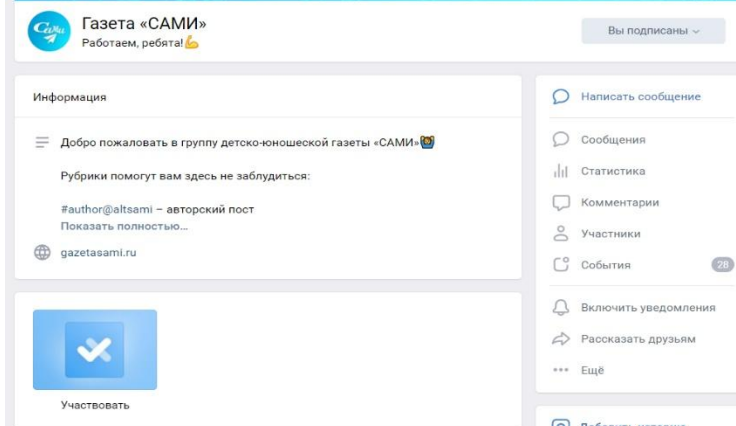 Сами
Газета «САМИ»
Работаем, ребята!💪
Вы подписаны
Информация
Добро пожаловать в группу детско-юношеской газеты «САМИ»
Рубрики помогут вам здесь не заблудиться:
#author@altsami – авторский пост
Показать полностью...
gazetasami.ru
Участвовать
Написать сообщение
Сообщения
Статистика
Комментарии
Участники
События 28
Включить уведомления
Рассказать друзьям
Ещё